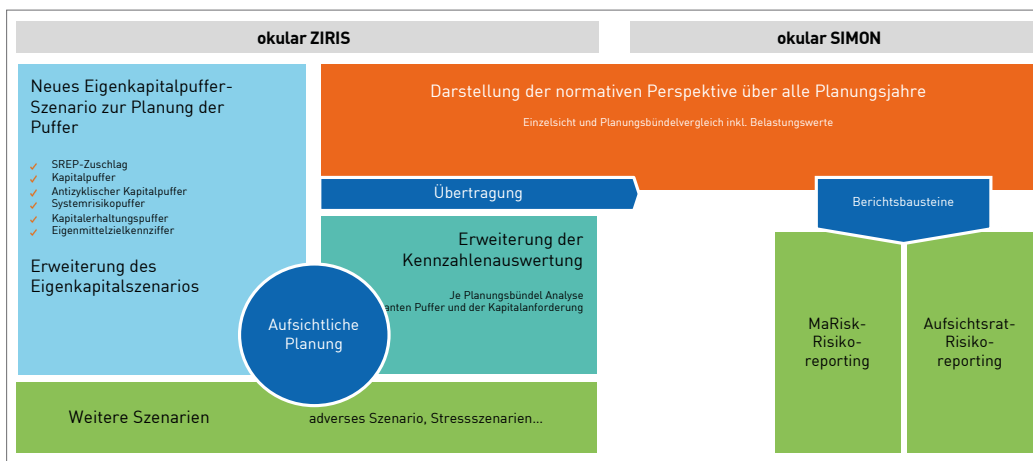 okular ZIRIS
okular SIMON
Neues Eigenkapitalpuffer-
Szenario zur Planung der
Puffer
SREP-Zuschlag
Kapitalpuffer
Antizyklischer Kapitalpuffer
Systemrisikopuffer
Kapitalerhaltungspuffer
Eigenmittelzielkennziffer
Erweiterung des
Eigenkapitalszenarios
Darstellung der normativen Perspektive über alle Planungsjahre
Einzelsicht und Planungsbündelvergleich inkl. Belastungswerte
Übertragung
Berichtsbausteine
Erweiterung der
Kennzahlenauswertung
Je Planungsbündel Analyse
Puffer und der Kapitalanforderung
Aufsichtliche
Planung
MaRisk-
Risiko-
reporting
Aufsichtsrat-
Risiko-
reporting
Weitere Szenarien
adverses Szenario, Stressszenarien...